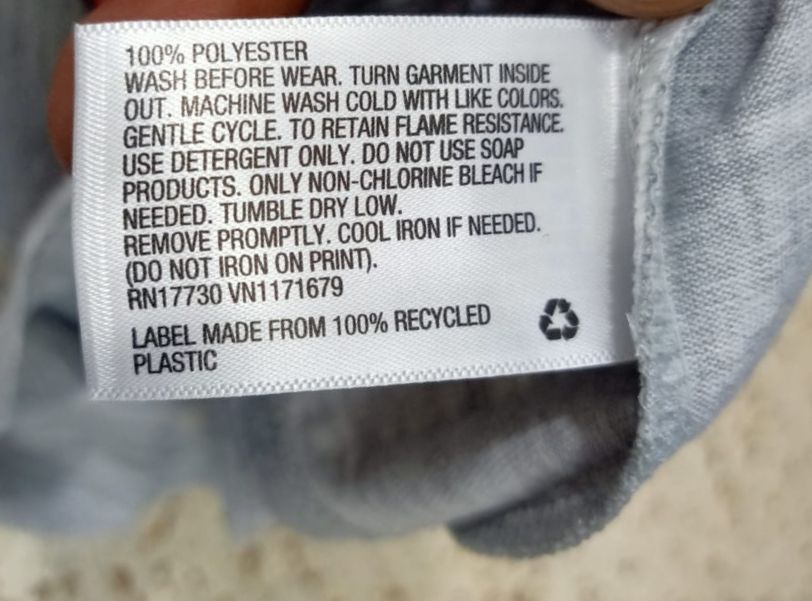 100% POLYESTER
WASH BEFORE WEAR. TURN GARMENT INSIDE
OUT. MACHINE WASH COLD WITH LIKE COLORS.
GENTLE CYCLE. TO RETAIN FLAME RESISTANCE.
USE DETERGENT ONLY. DO NOT USE SOAP
PRODUCTS. ONLY NON-CHLORINE BLEACH IF
NEEDED. TUMBLE DRY LOW.
REMOVE PROMPTLY. COOL IRON IF NEEDED.
(DO NOT IRON ON PRINT).
RN17730 VN1171679
LABEL MADE FROM 100% RECYCLED
PLASTIC